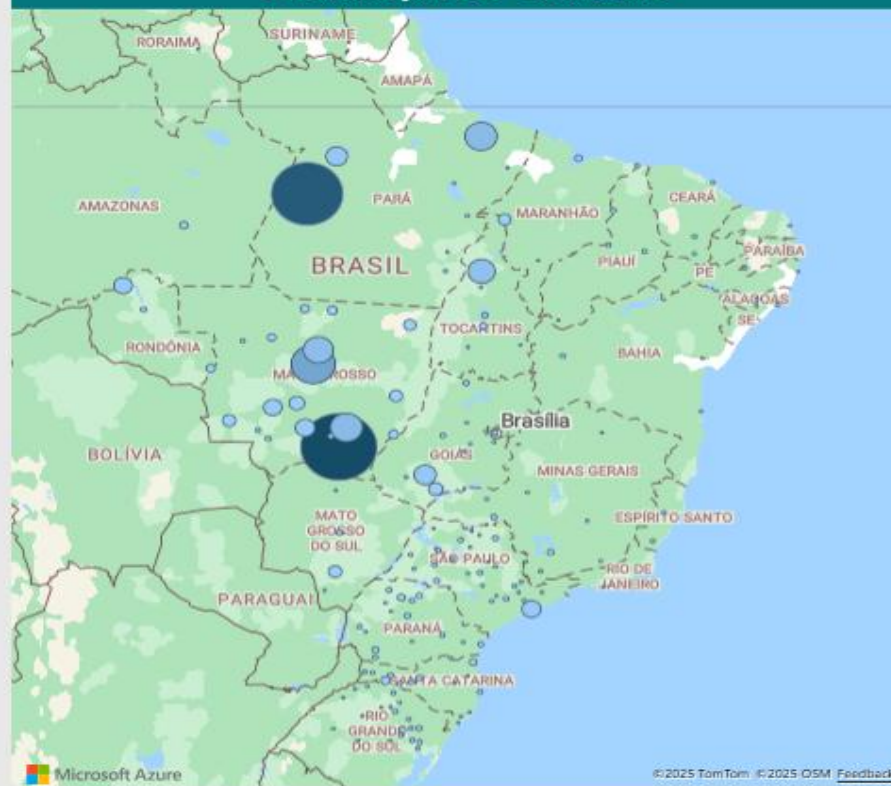 RORAIMA
SURINAME
AMAPÁ
AMAZONAS
PARÁ
MARANHÃO
CEARÁ
BRASIL
PIAUÍ
PARAÍBA
PE
ALAGOAS
SE
RONDÔNIA
TOCANTINS
BAHIA
MA ROSSO
Brasília
BOLÍVIA
GOIÁS
MINAS GERAIS
MATO
GROSSO
DO SUL
ESPÍRITO SANTO
SÃO PAULO
RIO DE
JANEIRO
PARAGUAI
PARANÁ
SANTA CATARINA
RIO
GRANDE
DO SUL
Microsoft Azure
©2025 TomTom ©2025 OSM Feedback